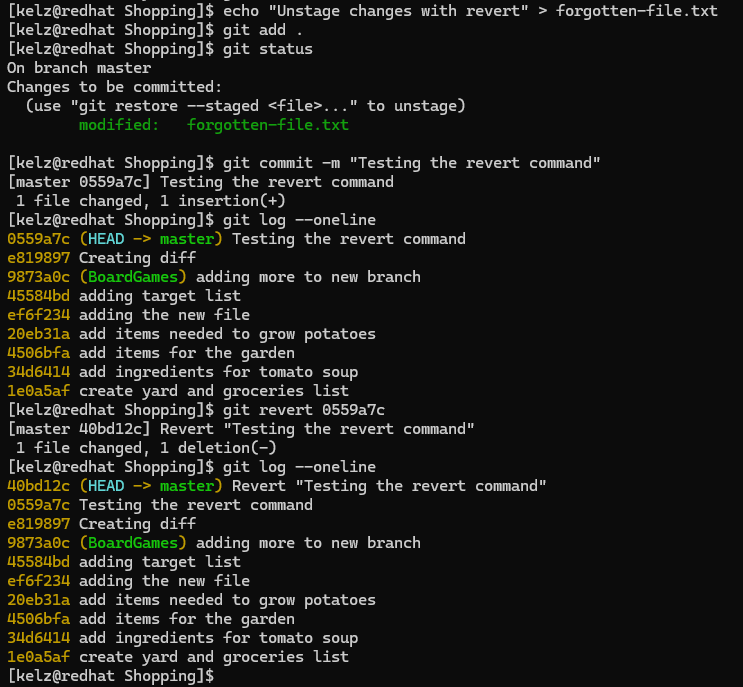 [kelz@redhat Shopping]$ echo "Unstage changes with revert" > forgotten-file.txt
[kelz@redhat Shopping]$ git add .
[kelz@redhat Shopping]$ git status
On branch master
Changes to be committed:
  (use "git restore --staged <file>..." to unstage)
        modified:   forgotten-file.txt

[kelz@redhat Shopping]$ git commit -m "Testing the revert command"
[master 0559a7c] Testing the revert command
 1 file changed, 1 insertion(+)
[kelz@redhat Shopping]$ git log --oneline
0559a7c (HEAD -> master) Testing the revert command
e819897 Creating diff
9873a0c (BoardGames) adding more to new branch
45584bd adding target list
ef6f234 adding the new file
20eb31a add items needed to grow potatoes
4506bfa add items for the garden
34d6414 add ingredients for tomato soup
1e0a5af create yard and groceries list
[kelz@redhat Shopping]$ git revert 0559a7c
[master 40bd12c] Revert "Testing the revert command"
 1 file changed, 1 deletion(-)
[kelz@redhat Shopping]$ git log --oneline
40bd12c (HEAD -> master) Revert "Testing the revert command"
0559a7c Testing the revert command
e819897 Creating diff
9873a0c (BoardGames) adding more to new branch
45584bd adding target list
ef6f234 adding the new file
20eb31a add items needed to grow potatoes
4506bfa add items for the garden
34d6414 add ingredients for tomato soup
1e0a5af create yard and groceries list
[kelz@redhat Shopping]$